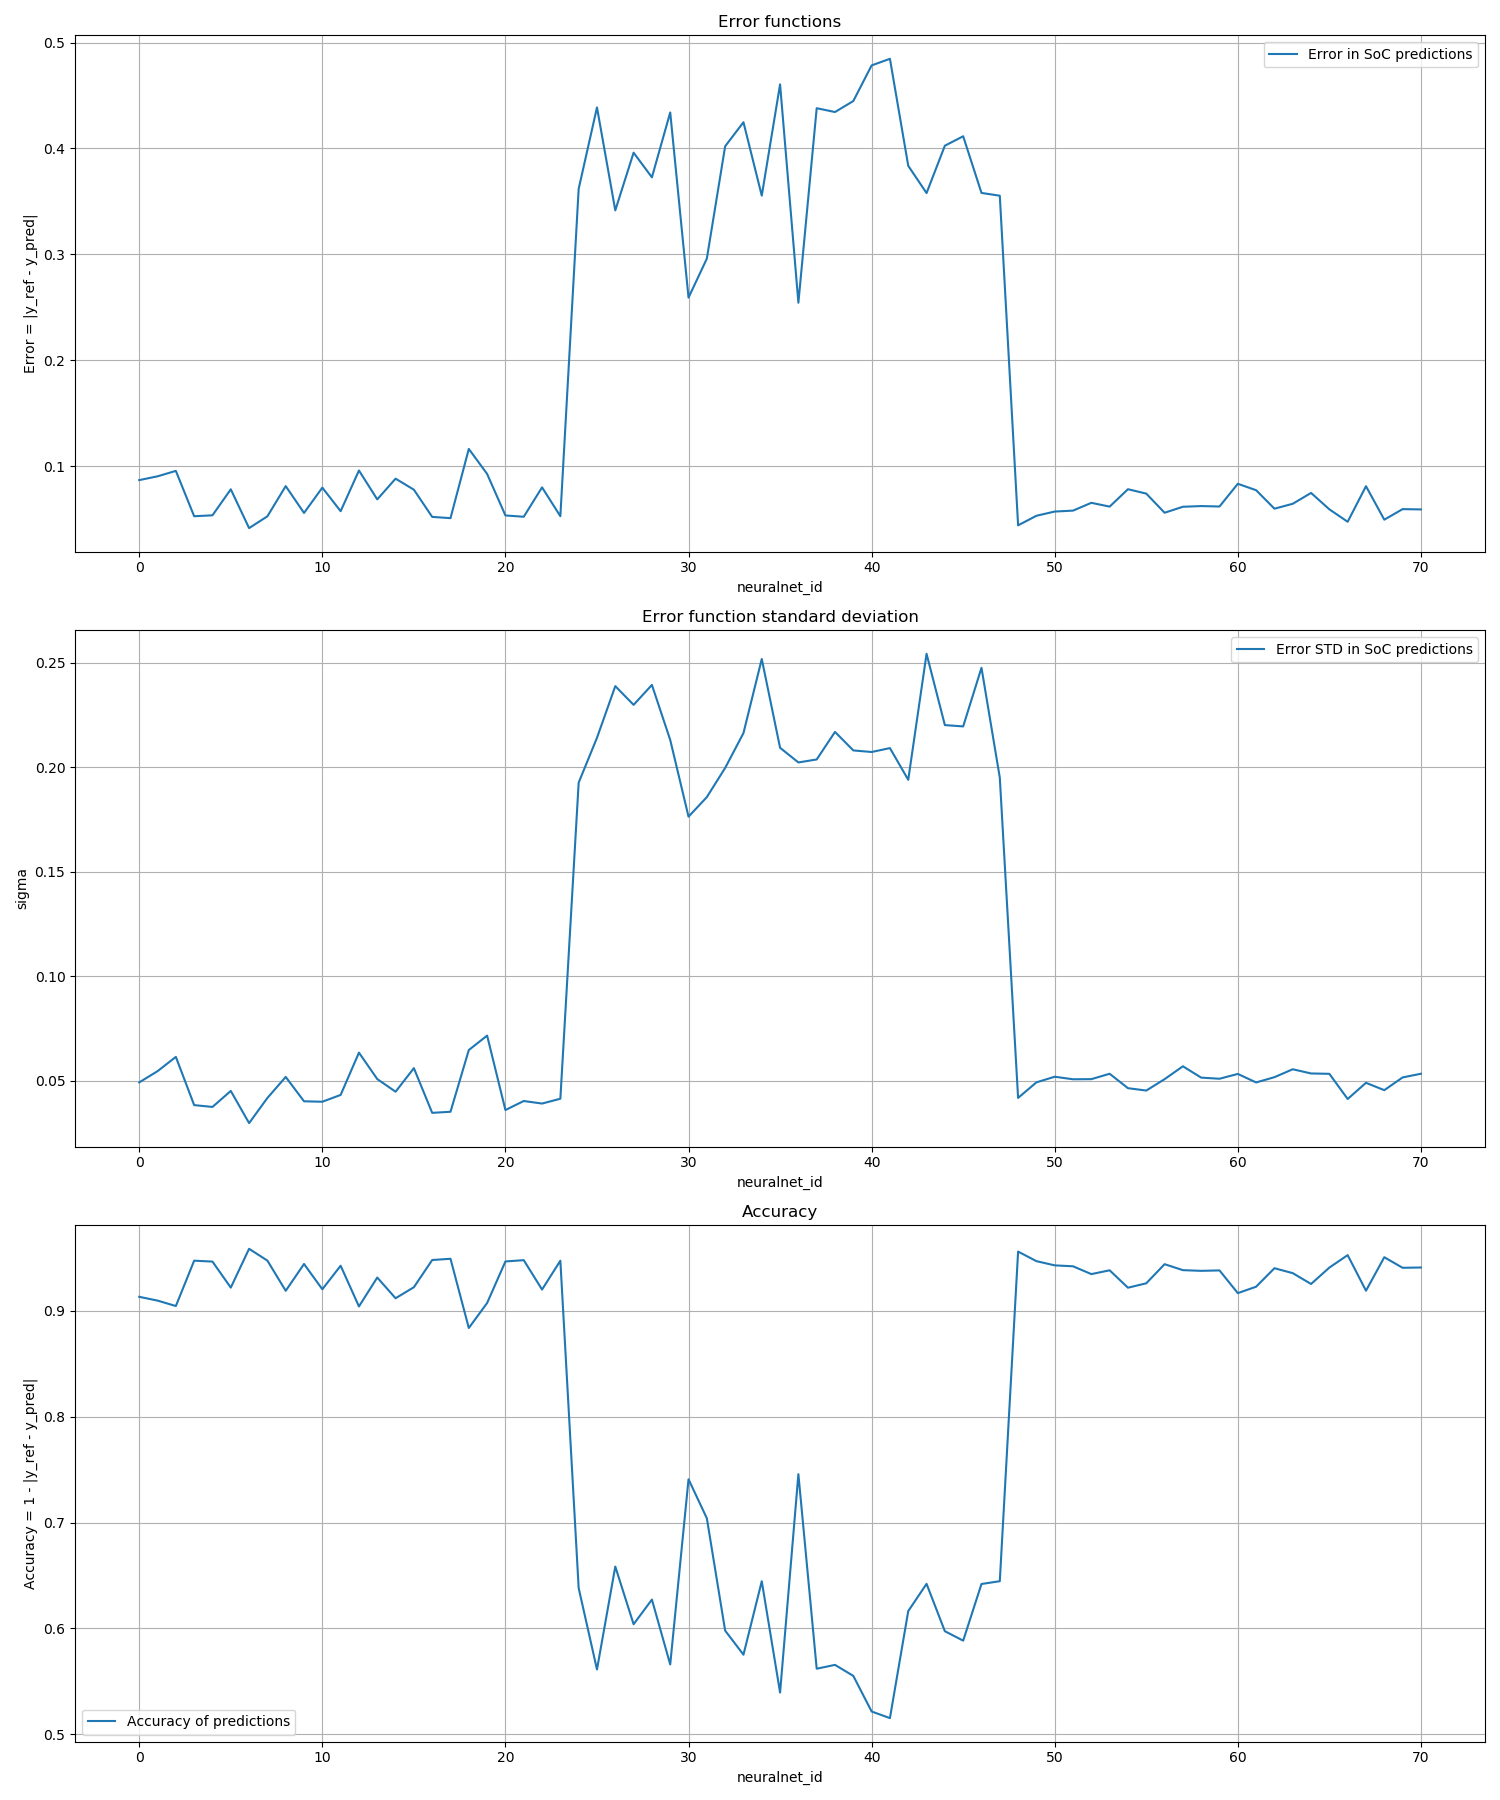 Error functions
Error in SoC predictions
0.5
0.4
0.3
0.2
0.1
Error = |y_ref - y_pred|
0 10 20 30 40 50 60 70
neuralnet_id
Error function standard deviation
Error STD in SoC predictions
0.25
0.20
0.15
0.10
0.05
sigma
0 10 20 30 40 50 60 70
neuralnet_id
Accuracy
0.9
0.8
0.7
0.6
0.5
Accuracy = 1 - |y_ref - y_pred|
Accuracy of predictions
0 10 20 30 40 50 60 70
neuralnet_id